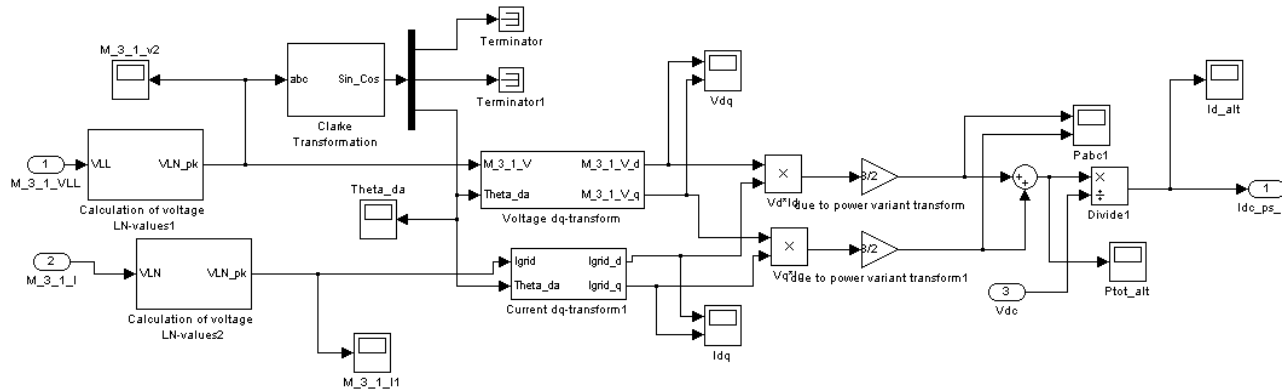 M_3_1_v2
abc
Sin_Cos
Clarke
Transformation
Terminator
Terminator1
Vdq
Id_alt
1
M_3_1_VLL
VLL
VLN_pk
Calculation of voltage
LN-values1
Theta_da
M_3_1_V
Theta_da
M_3_1_V_d
M_3_1_V_q
Voltage dq-transform
×
Vd*Id
3/2
due to power variant transform
Pabc1
+
+
×
÷
Divide1
1
Idc_ps_
2
M_3_1_I
VLN
VLN_pk
Calculation of voltage
LN-values2
Igrid
Theta_da
Igrid_d
Igrid_q
Current dq-transform1
×
Vq*Iq
3/2
due to power variant transform1
3
Vdc
Ptot_alt
M_3_1_I1
Idq